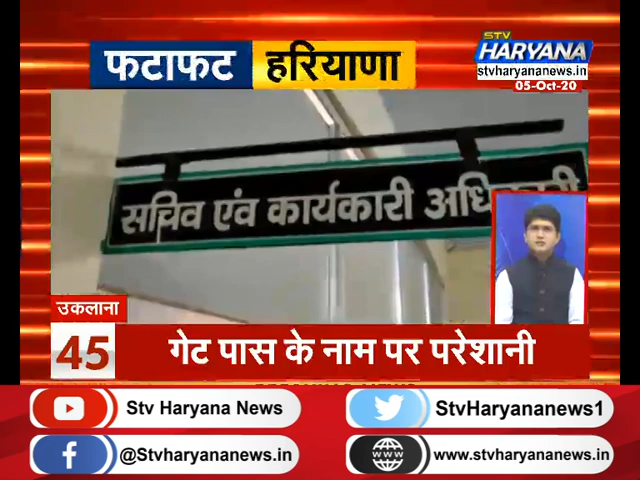 STV
HARYANA
stvharyananews.in
05-Oct-20
फटाफट हरियाणा
सचिव एंव कार्यकारी अधिकारी
उकलाना
45 गेट पास के नाम पर परेशानी
Stv Haryana News
StvHaryananews1
@Stvharyananews.in
www.stvharyananews.in